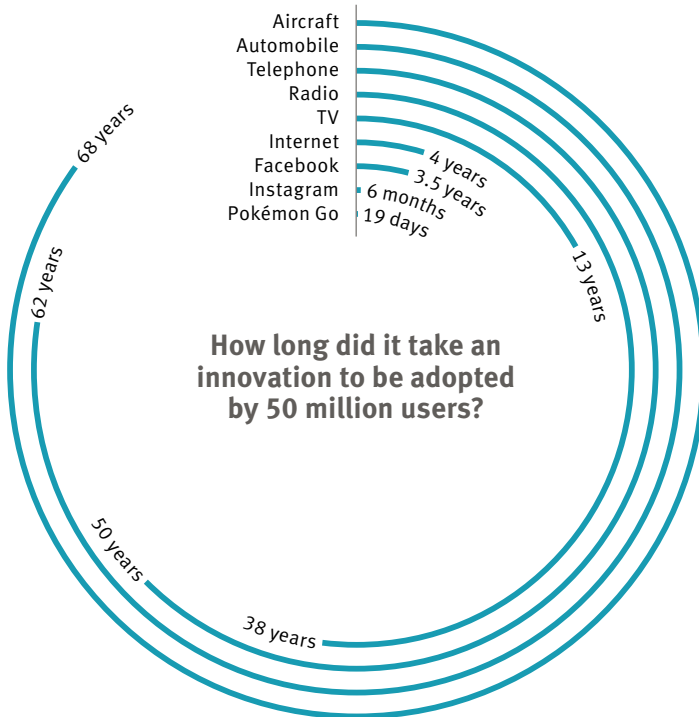 Aircraft
Automobile
Telephone
Radio
TV
Internet
Facebook
Instagram
Pokémon Go
68 years
62 years
50 years
38 years
13 years
4 years
3.5 years
6 months
19 days
How long did it take an
innovation to be adopted
by 50 million users?